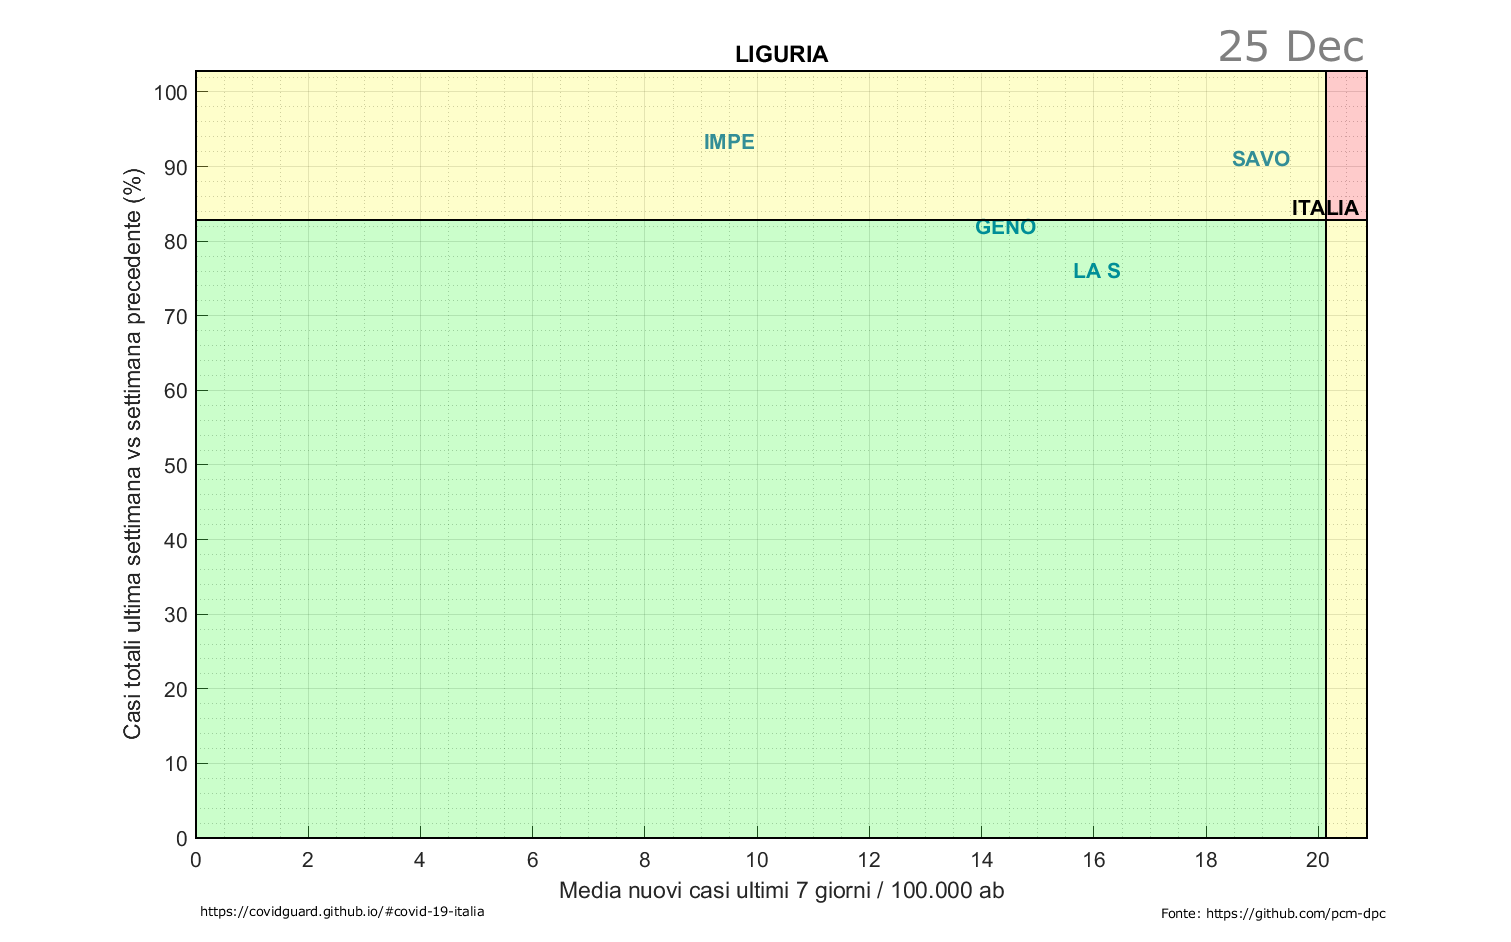 25 Dec
LIGURIA
100
90
80
70
60
50
40
30
20
10
0
Casi totali ultima settimana vs settimana precedente (%)
IMPE
SAVO
ITALIA
GENO
LA S
0 2 4 6 8 10 12 14 16 18 20
Media nuovi casi ultimi 7 giorni / 100.000 ab
https://covidguard.github.io/#covid-19-italia
Fonte: https://github.com/pcm-dpc